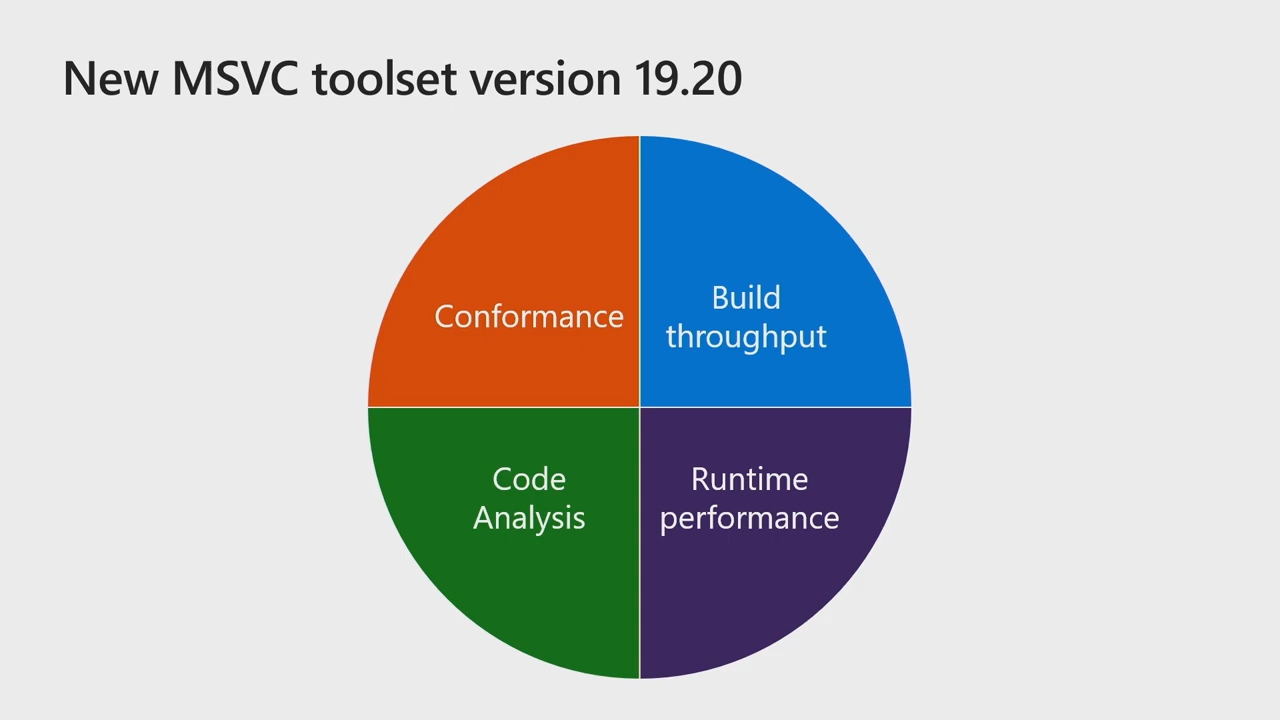 New MSVC toolset version 19.20
Conformance
Build
throughput
Code
Analysis
Runtime
performance